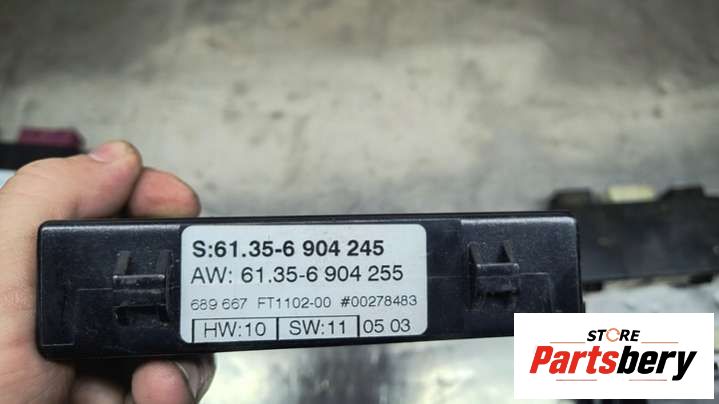 S:61.35-6 904 245
AW: 61.35-6 904 255
689 667 FT1102-00 #00278483
HW:10 SW:11 05 03
STORE
Partsbery